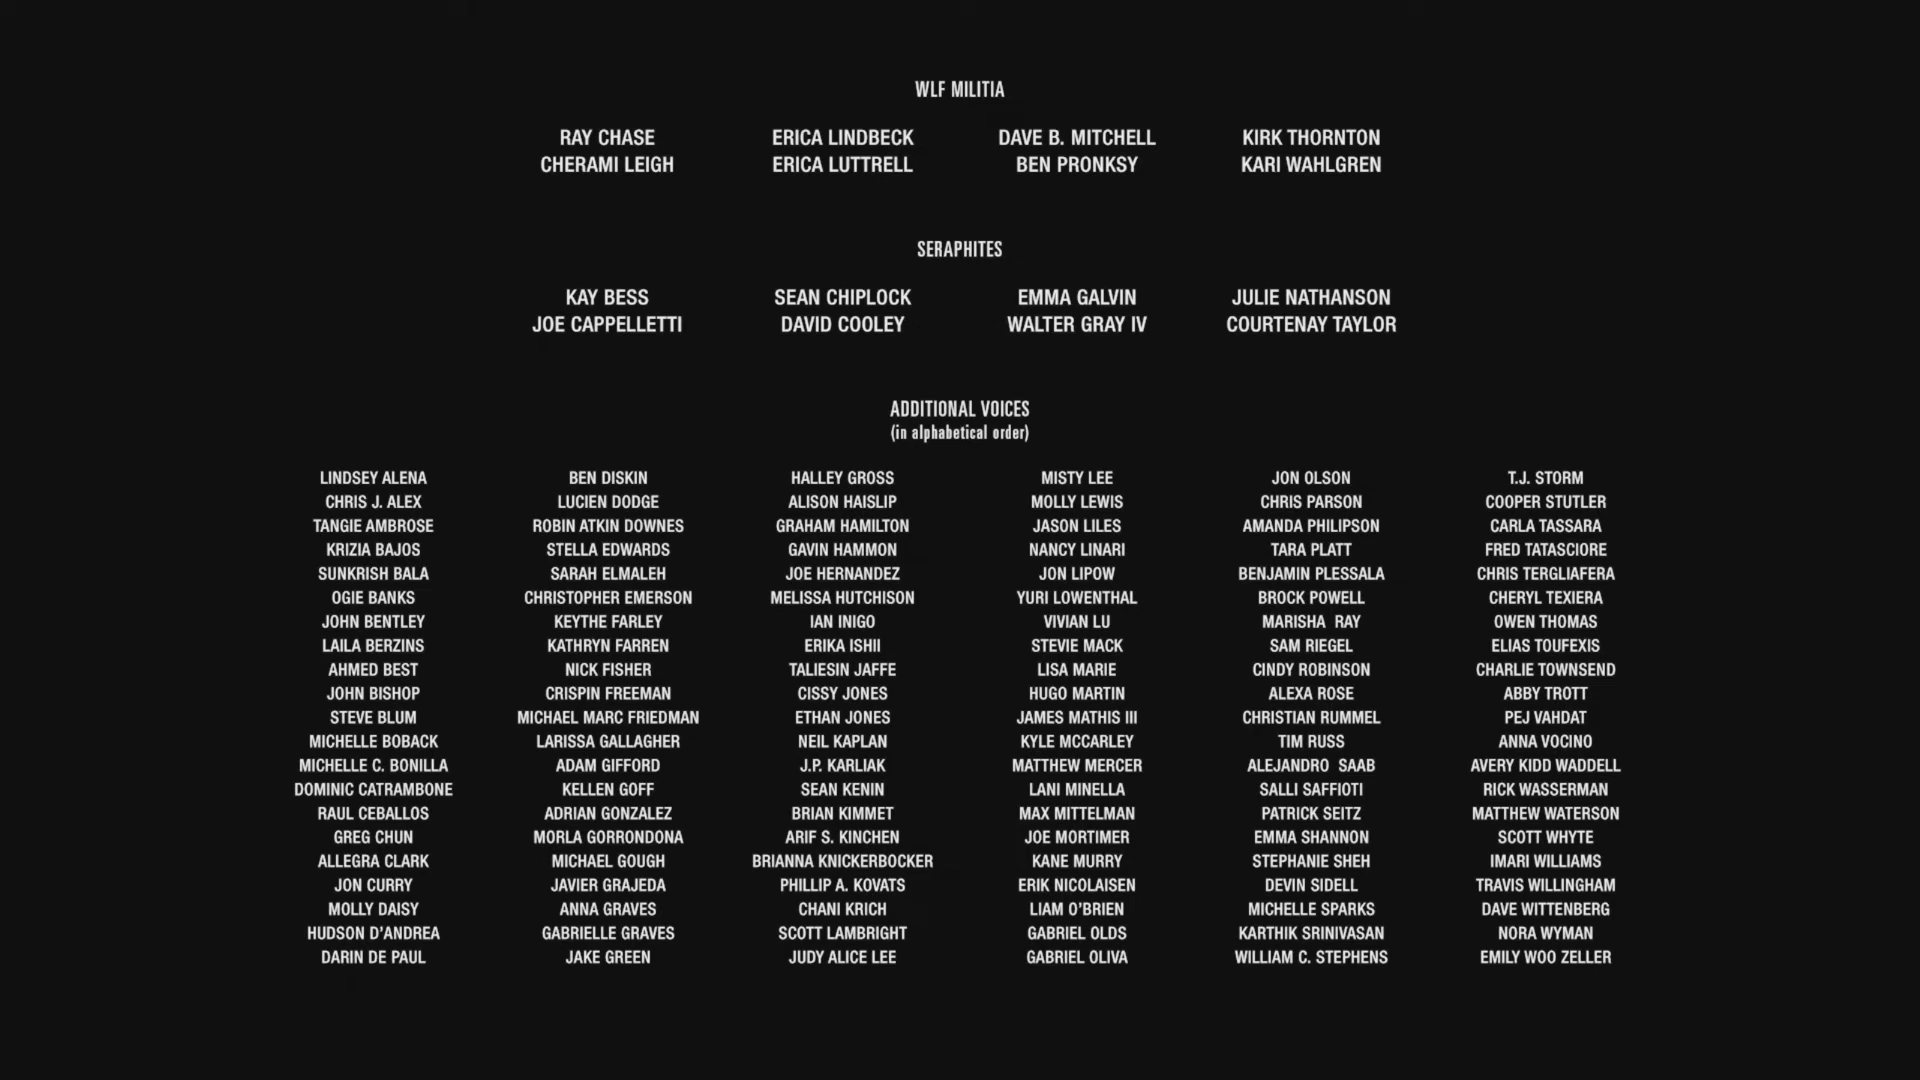 WLF MILITIA
RAY CHASE ERICA LINDBECK DAVE B. MITCHELL KIRK THORNTON
CHERAMI LEIGH ERICA LUTTRELL BEN PRONKSY KARI WAHLGREN
SERAPHITES
KAY BESS SEAN CHIPLOCK EMMA GALVIN JULIE NATHANSON
JOE CAPPELLETTI DAVID COOLEY WALTER GRAY IV COURTENAY TAYLOR
ADDITIONAL VOICES
(in alphabetical order)
LINDSEY ALENA BEN DISKIN HALLEY GROSS MISTY LEE JON OLSON T.J. STORM
CHRIS J. ALEX LUCIEN DODGE ALISON HAISLIP MOLLY LEWIS CHRIS PARSON COOPER STUTLER
TANGIE AMBROSE ROBIN ATKIN DOWNES GRAHAM HAMILTON JASON LILES AMANDA PHILIPSON CARLA TASSARA
KRIZIA BAJOS STELLA EDWARDS GAVIN HAMMON NANCY LINARI TARA PLATT FRED TATASCIORE
SUNKRISH BALA SARAH ELMALEH JOE HERNANDEZ JON LIPOW BENJAMIN PLESSALA CHRIS TERGLIAFERA
OGIE BANKS CHRISTOPHER EMERSON MELISSA HUTCHISON YURI LOWENTHAL BROCK POWELL CHERYL TEXIERA
JOHN BENTLEY KEYTHE FARLEY IAN INIGO VIVIAN LU MARISHA RAY OWEN THOMAS
LAILA BERZINS KATHRYN FARREN ERIKA ISHII STEVIE MACK SAM RIEGEL ELIAS TOUFEXIS
AHMED BEST NICK FISHER TALIESIN JAFFE LISA MARIE CINDY ROBINSON CHARLIE TOWNSEND
JOHN BISHOP CRISPIN FREEMAN CISSY JONES HUGO MARTIN ALEXA ROSE ABBY TROTT
STEVE BLUM MICHAEL MARC FRIEDMAN ETHAN JONES JAMES MATHIS III CHRISTIAN RUMMEL PEJ VAHDAT
MICHELLE BOBACK LARISSA GALLAGHER NEIL KAPLAN KYLE MCCARLEY TIM RUSS ANNA VOCINO
MICHELLE C. BONILLA ADAM GIFFORD J.P. KARLIAK MATTHEW MERCER ALEJANDRO SAAB AVERY KIDD WADDELL
DOMINIC CATRAMBONE KELLEN GOFF SEAN KENIN LANI MINELLA SALLI SAFFIOTI RICK WASSERMAN
RAUL CEBALLOS ADRIAN GONZALEZ BRIAN KIMMET MAX MITTELMAN PATRICK SEITZ MATTHEW WATERSON
GREG CHUN MORLA GORRONDONA ARIF S. KINCHEN JOE MORTIMER EMMA SHANNON SCOTT WHYTE
ALLEGRA CLARK MICHAEL GOUGH BRIANNA KNICKERBOCKER KANE MURRY STEPHANIE SHEH IMARI WILLIAMS
JON CURRY JAVIER GRAJEDA PHILLIP A. KOVATS ERIK NICOLAISEN DEVIN SIDELL TRAVIS WILLINGHAM
MOLLY DAISY ANNA GRAVES CHANI KRICH LIAM O’BRIEN MICHELLE SPARKS DAVE WITTENBERG
HUDSON D’ANDREA GABRIELLE GRAVES SCOTT LAMBRIGHT GABRIEL OLDS KARTHIK SRINIVASAN NORA WYMAN
DARIN DE PAUL JAKE GREEN JUDY ALICE LEE GABRIEL OLIVA WILLIAM C. STEPHENS EMILY WOO ZELLER